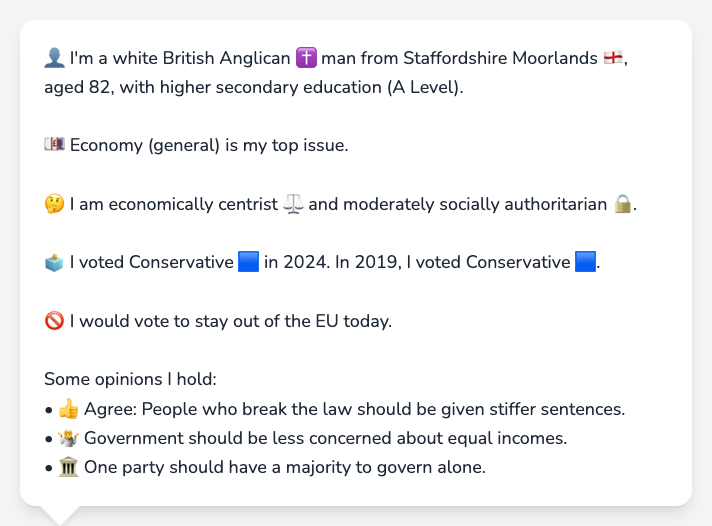 👤 I'm a white British Anglican ✝️ man from Staffordshire Moorlands 🏴󠁧󠁢󠁥󠁮󠁧󠁿,
aged 82, with higher secondary education (A Level).
💷 Economy (general) is my top issue.
🤔 I am economically centrist ⚖️ and moderately socially authoritarian 🔒.
🗳️ I voted Conservative 🟦 in 2024. In 2019, I voted Conservative 🟦.
🚫 I would vote to stay out of the EU today.
Some opinions I hold:
• 👍 Agree: People who break the law should be given stiffer sentences.
• 🤷 Government should be less concerned about equal incomes.
• 🏛️ One party should have a majority to govern alone.